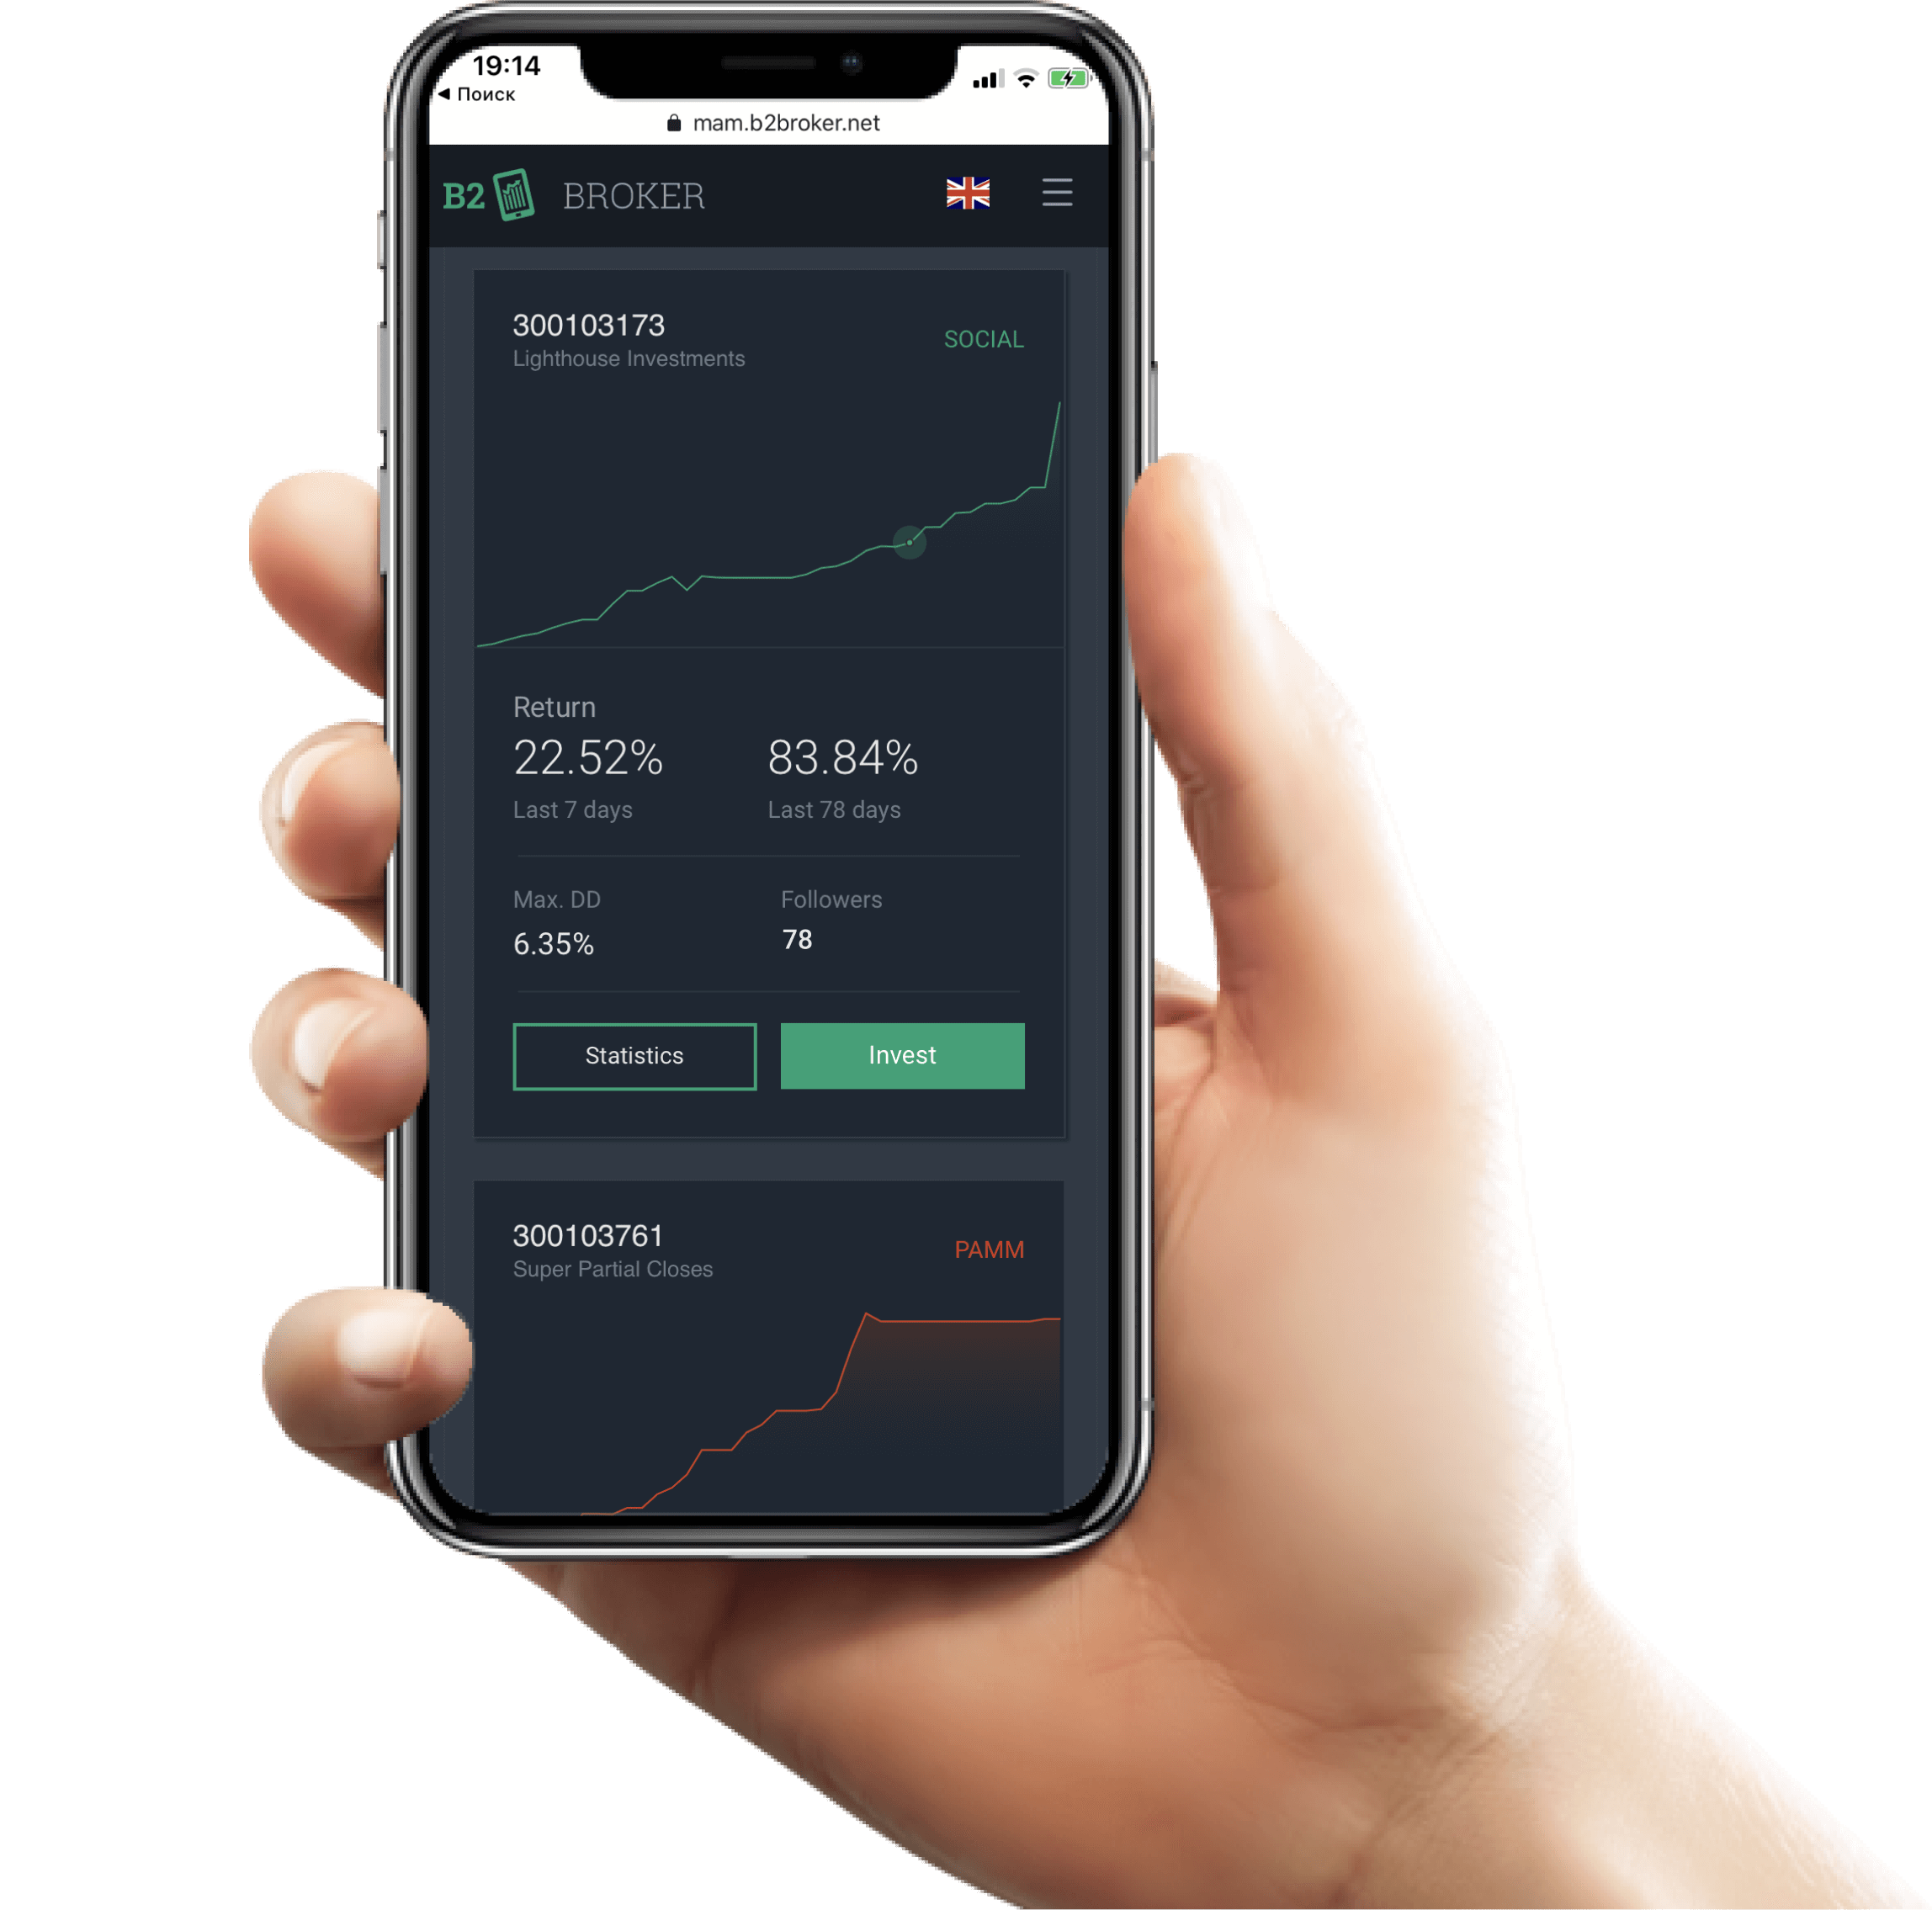 19:14
◀ Поиск
mam.b2broker.net
B2 BROKER
300103173
SOCIAL
Lighthouse Investments
Return
22.52% 83.84%
Last 7 days Last 78 days
Max. DD Followers
6.35% 78
Statistics Invest
300103761
PAMM
Super Partial Closes